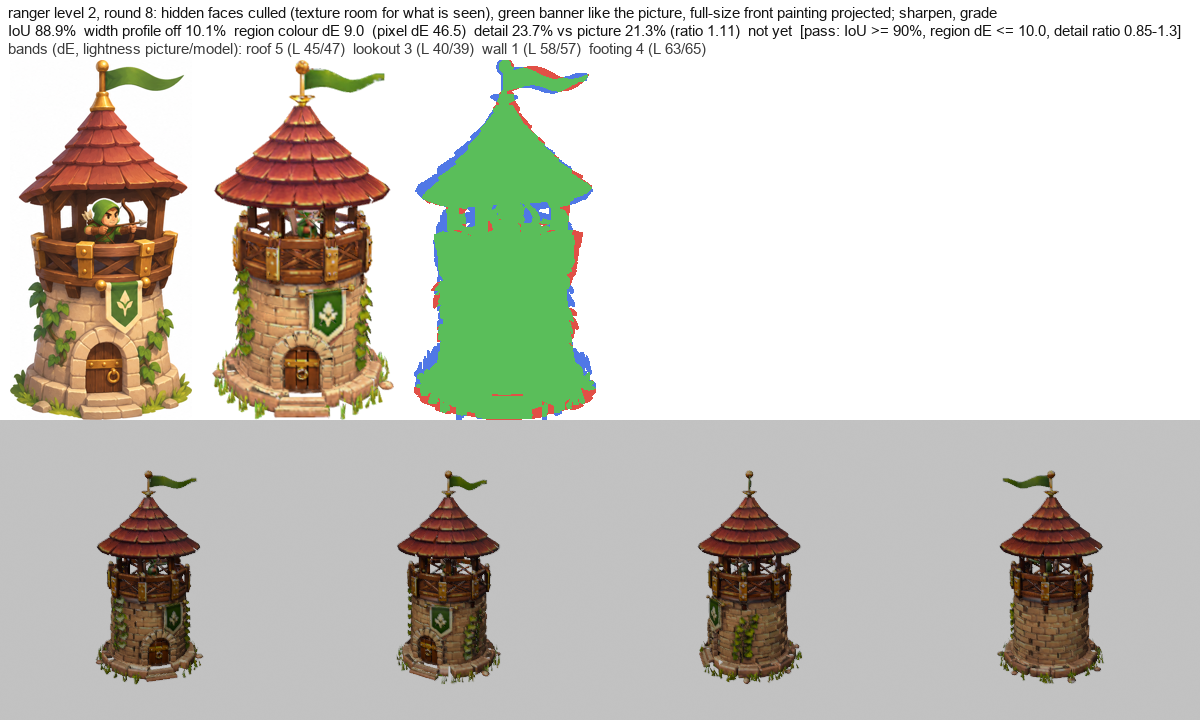 ranger level 2, round 8: hidden faces culled (texture room for what is seen), green banner like the picture, full-size front painting projected; sharpen, grade
IoU 88.9%  width profile off 10.1%  region colour dE 9.0  (pixel dE 46.5)  detail 23.7% vs picture 21.3% (ratio 1.11)  not yet  [pass: IoU >= 90%, region dE <= 10.0, detail ratio 0.85-1.3]
bands (dE, lightness picture/model): roof 5 (L 45/47)  lookout 3 (L 40/39)  wall 1 (L 58/57)  footing 4 (L 63/65)